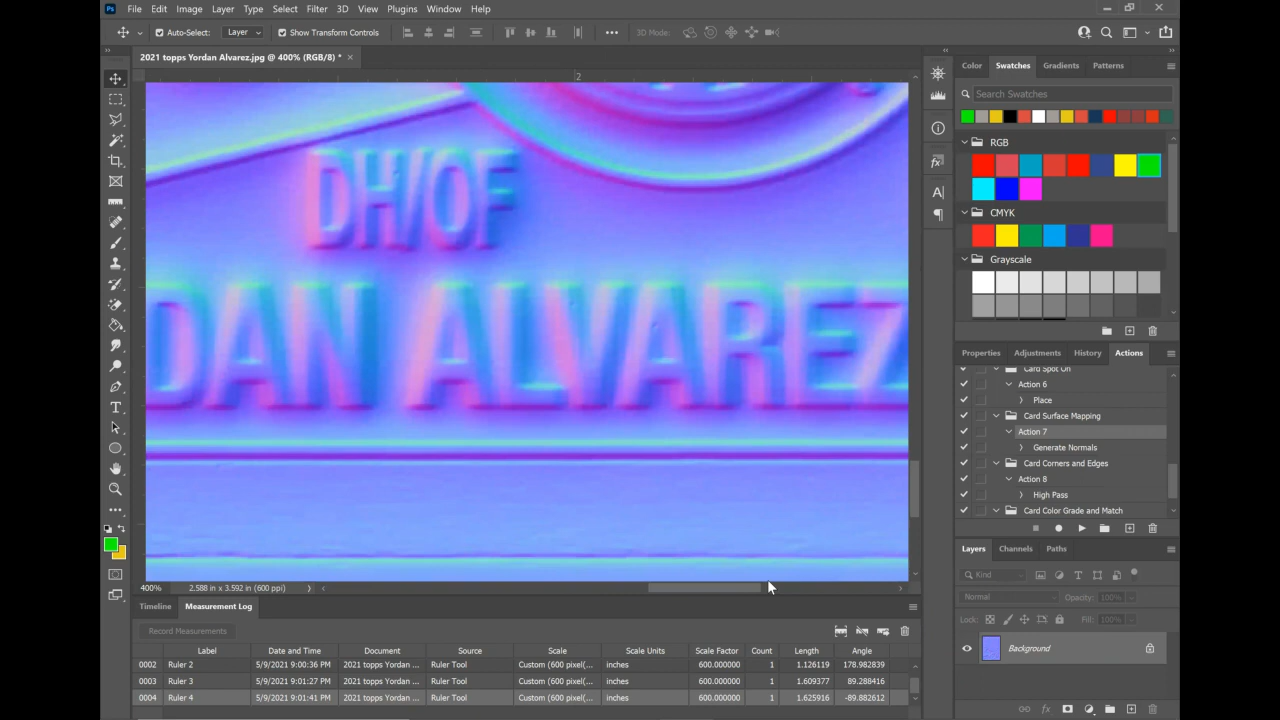 Ps File Edit Image Layer Type Select Filter 3D View Plugins Window Help
Auto-Select: Layer Show Transform Controls 3D Mode:
2021 topps Yordan Alvarez.jpg @ 400% (RGB/8) *
2
DH/OF
DAN ALVAREZ
400% 2.588 in x 3.592 in (600 ppi)
Timeline Measurement Log
Record Measurements
Label Date and Time Document Source Scale Scale Units Scale Factor Count Length Angle
0002 Ruler 2 5/9/2021 9:00:36 PM 2021 topps Yordan ... Ruler Tool Custom (600 pixel(... inches 600.000000 1 1.126119 178.982839
0003 Ruler 3 5/9/2021 9:01:27 PM 2021 topps Yordan ... Ruler Tool Custom (600 pixel(... inches 600.000000 1 1.609377 89.288416
0004 Ruler 4 5/9/2021 9:01:41 PM 2021 topps Yordan ... Ruler Tool Custom (600 pixel(... inches 600.000000 1 1.625916 -89.882612
Color Swatches Gradients Patterns
Search Swatches
RGB
CMYK
Grayscale
Properties Adjustments History Actions
Card Spot On
Action 6
Place
Card Surface Mapping
Action 7
Generate Normals
Card Corners and Edges
Action 8
High Pass
Card Color Grade and Match
Layers Channels Paths
Kind
Normal Opacity: 100%
Lock: Fill: 100%
Background